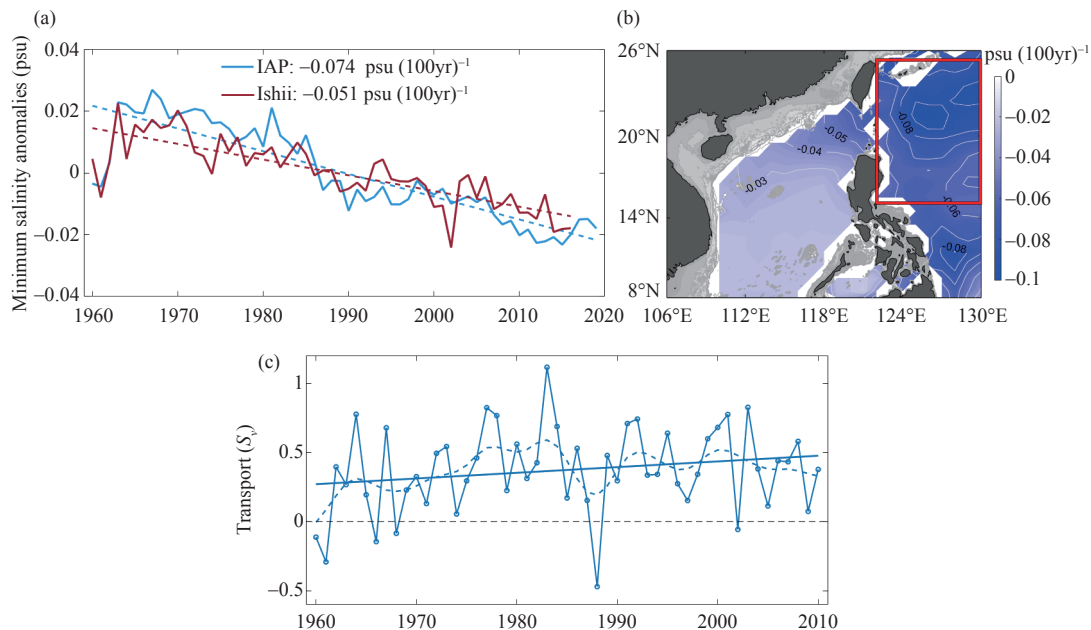 (a)
Minimum salinity anomalies (psu)
0.04
0.02
0
−0.02
−0.04
IAP: −0.074 psu (100yr)⁻¹
Ishii: −0.051 psu (100yr)⁻¹
1960 1970 1980 1990 2000 2010 2020
(b)
26°N
20°N
14°N
8°N
106°E 112°E 118°E 124°E 130°E
-0.03
-0.04
-0.05
-0.08
-0.06
-0.08
psu (100yr)⁻¹
0
−0.02
−0.04
−0.06
−0.08
−0.1
(c)
Transport (Sᵥ)
1
0.5
0
−0.5
1960 1970 1980 1990 2000 2010